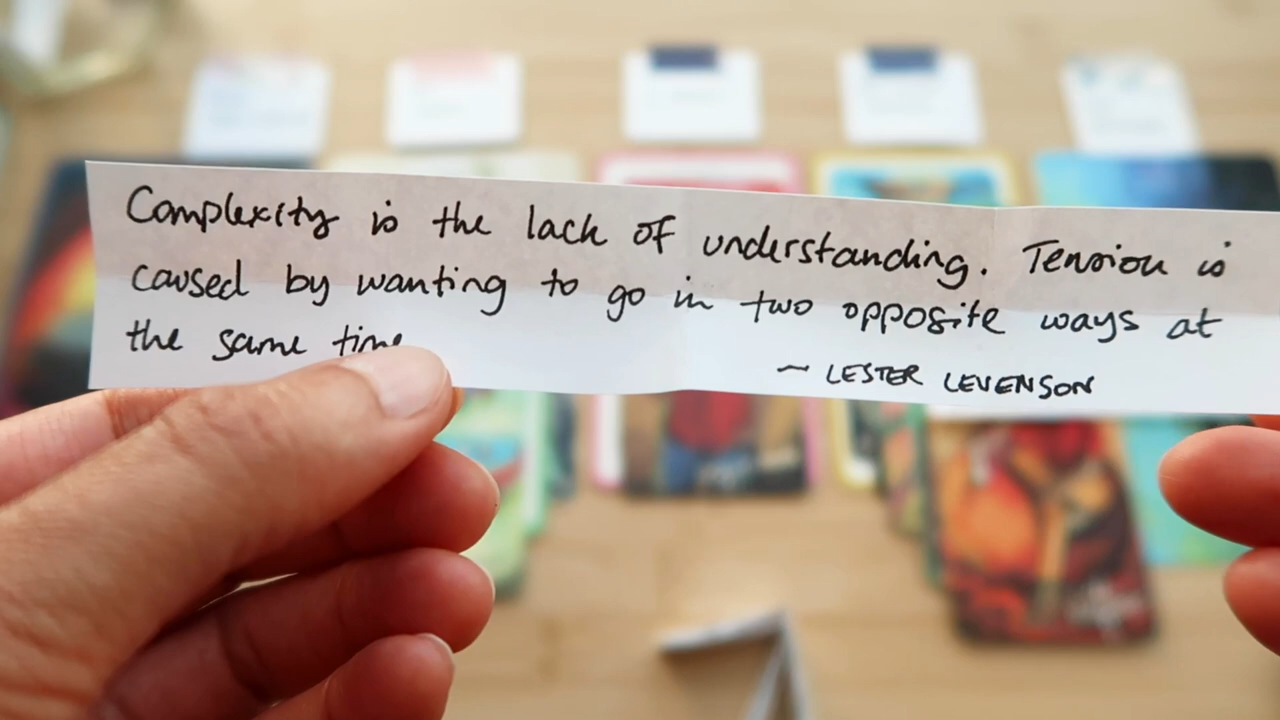 Complexity is the lack of understanding. Tension is
caused by wanting to go in two opposite ways at
the same time
~ LESTER LEVENSON